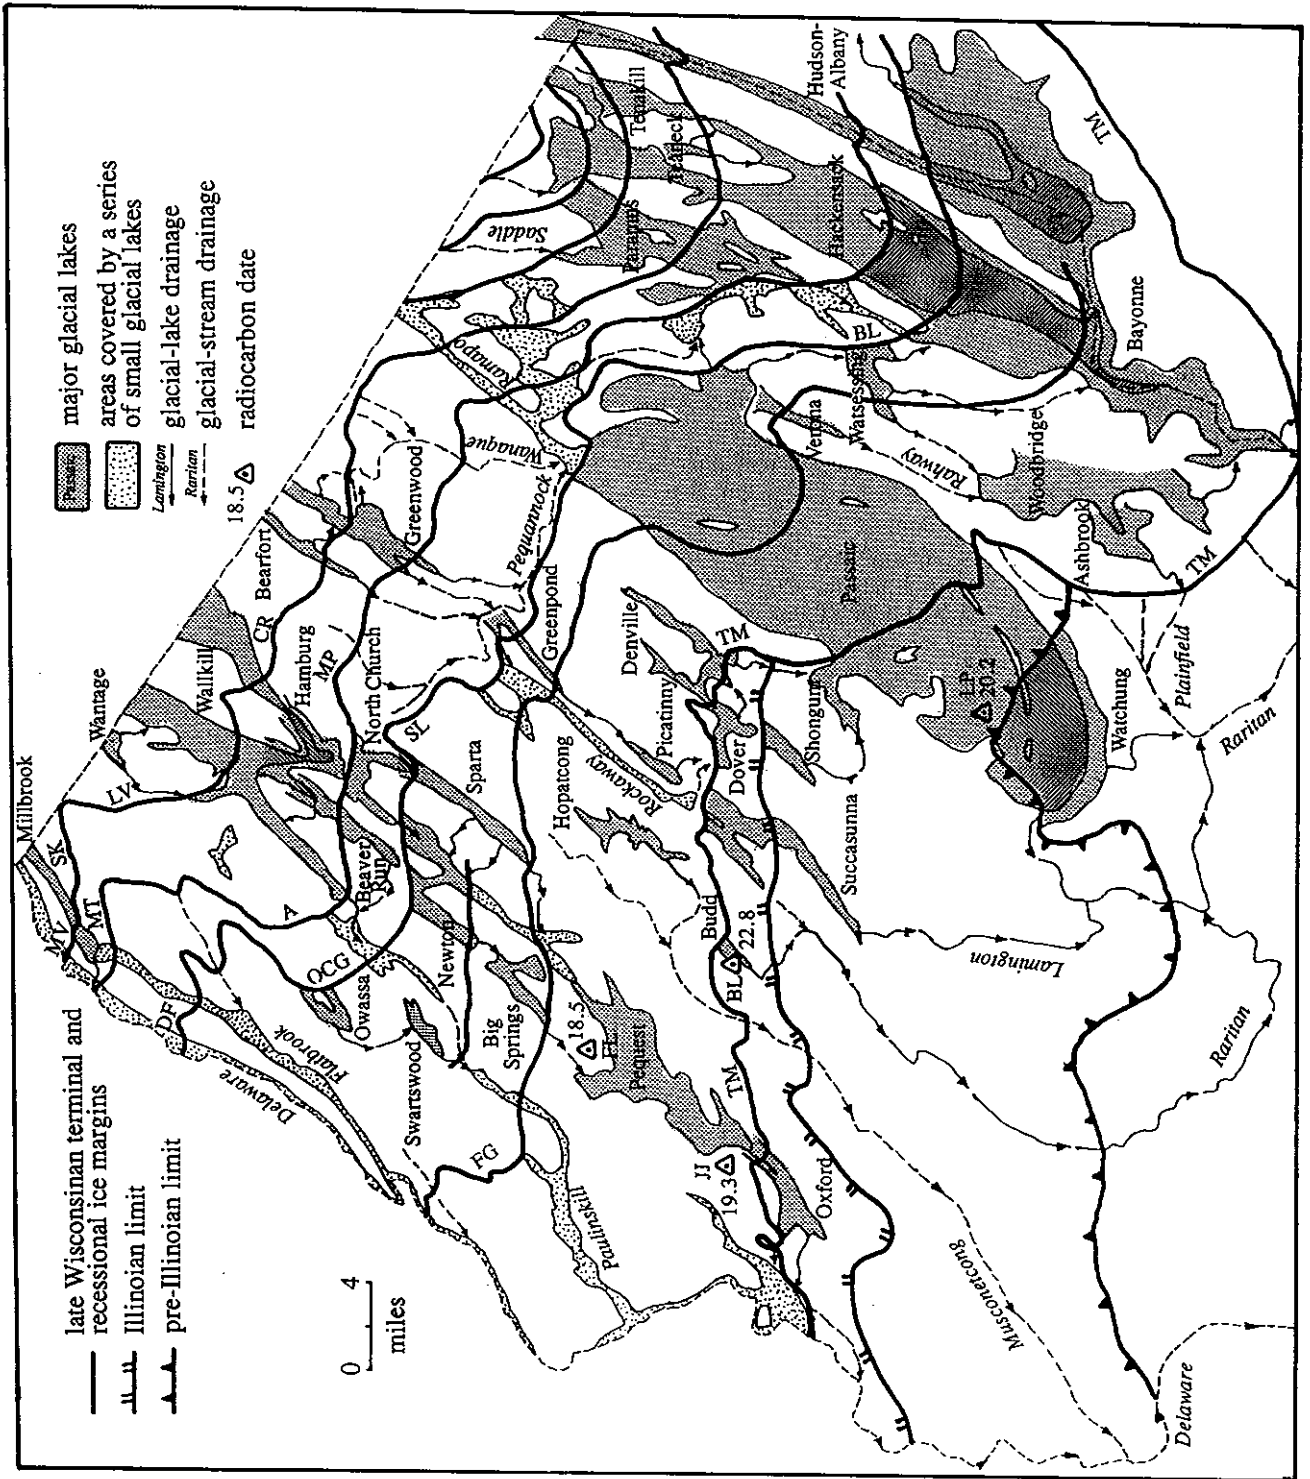 late Wisconsinan terminal and
recessional ice margins
Illinoian limit
pre-Illinoian limit
0 4
miles
Passaic
major glacial lakes
areas covered by a series
of small glacial lakes
Lamington
glacial-lake drainage
Raritan
glacial-stream drainage
18.5
radiocarbon date
Millbrook
Wantage
SK
LV
MV
MT
Wallkill
CR
Bearfort
Hamburg
MP
Greenwood
North Church
A
Beaver
Run
DF
OCG
Owassa
Flatbrook
Delaware
Swartswood
Newton
SL
Sparta
Big
Springs
FG
Paulinskill
18.5
Pequest
JJ
19.3
Oxford
TM
Hopatcong
Rockaway
Budd
BL
22.8
Picatinny
Denville
Greenpond
Pequannock
Wanaque
Ramapo
Saddle
Paramus
Tenakill
Teaneck
Hackensack
Hudson-
Albany
TM
BL
Watsessing
Verona
Rahway
Woodbridge
Bayonne
Passaic
TM
Dover
Shongum
Succasunna
LP
20.2
Ashbrook
TM
Watchung
Plainfield
Raritan
Lamington
Raritan
Musconetcong
Delaware